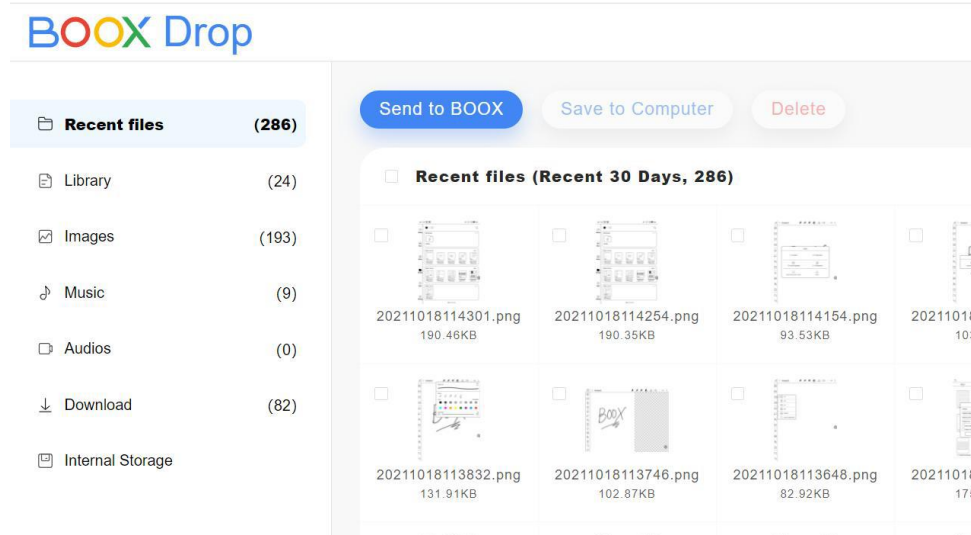 BOOX Drop
Recent files (286)
Library (24)
Images (193)
Music (9)
Audios (0)
Download (82)
Internal Storage
Send to BOOX Save to Computer Delete
Recent files (Recent 30 Days, 286)
20211018114301.png 20211018114254.png 20211018114154.png
190.46KB 190.35KB 93.53KB
BOOX
20211018113832.png 20211018113746.png 20211018113648.png
131.91KB 102.87KB 82.92KB